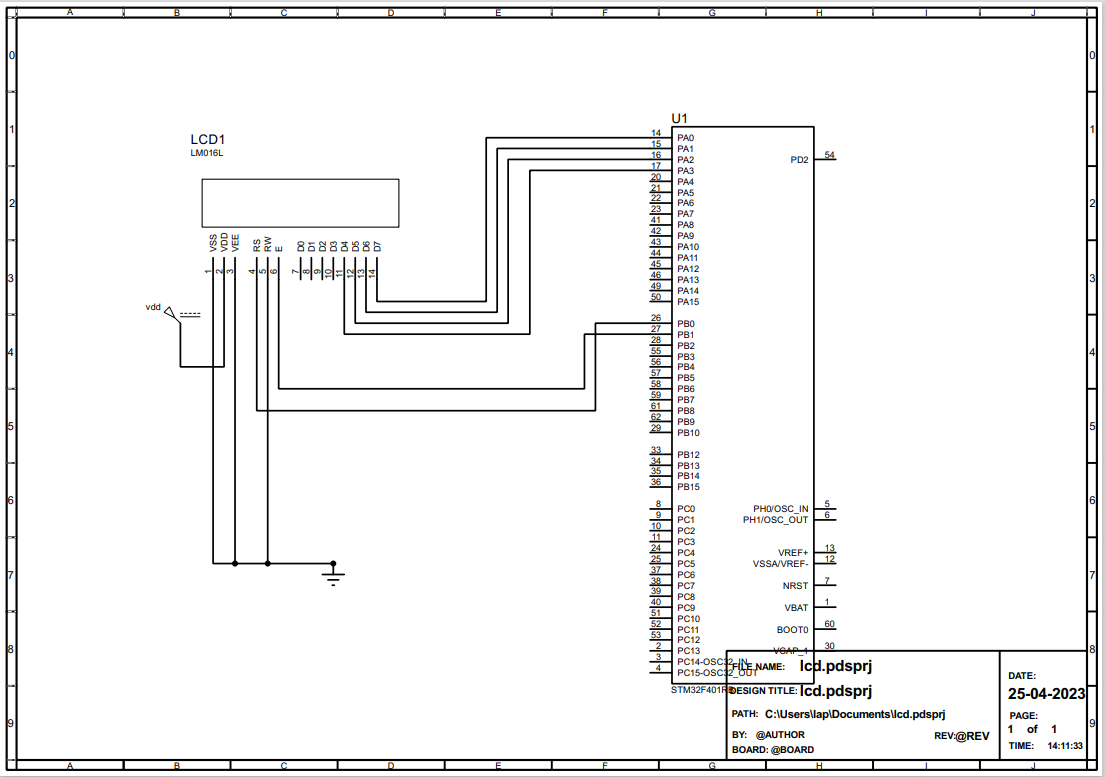 A B C D E F G H I J
0 0
1 1
2 2
3 3
4 4
5 5
6 6
7 7
8 8
9 9
LCD1
LM016L
VSS
VDD
VEE
RS
RW
E
D0
D1
D2
D3
D4
D5
D6
D7
1
2
3
4
5
6
7
8
9
10
11
12
13
14
vdd
U1
14 PA0
15 PA1
16 PA2
17 PA3
20 PA4
21 PA5
22 PA6
23 PA7
41 PA8
42 PA9
43 PA10
44 PA11
45 PA12
46 PA13
49 PA14
50 PA15
26 PB0
27 PB1
28 PB2
55 PB3
56 PB4
57 PB5
58 PB6
59 PB7
61 PB8
62 PB9
29 PB10
33 PB12
34 PB13
35 PB14
36 PB15
8 PC0
9 PC1
10 PC2
11 PC3
24 PC4
25 PC5
37 PC6
38 PC7
39 PC8
40 PC9
51 PC10
52 PC11
53 PC12
2 PC13
3 PC14-OSC32_IN
4 PC15-OSC32_OUT
PD2 54
PH0/OSC_IN 5
PH1/OSC_OUT 6
VREF+ 13
VSSA/VREF- 12
NRST 7
VBAT 1
BOOT0 60
VCAP_1 30
FILE NAME: lcd.pdsprj
DESIGN TITLE: lcd.pdsprj
PATH: C:\Users\lap\Documents\lcd.pdsprj
BY: @AUTHOR
REV:@REV
BOARD: @BOARD
DATE:
25-04-2023
PAGE:
1 of 1
TIME: 14:11:33
A B C D E F G H I J